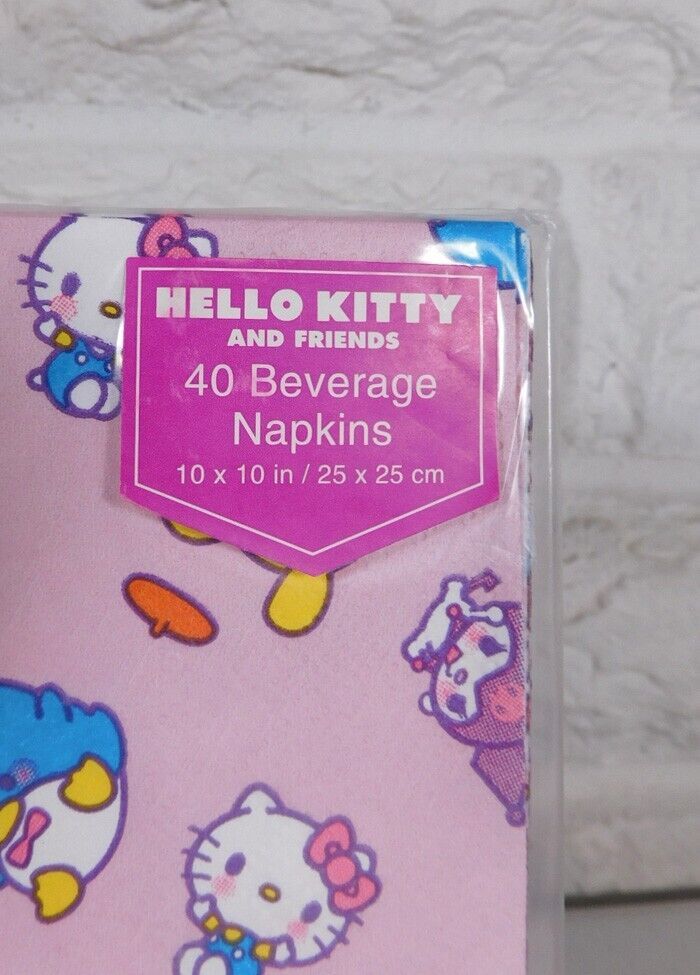 HELLO KITTY
AND FRIENDS
40 Beverage
Napkins
10 x 10 in / 25 x 25 cm